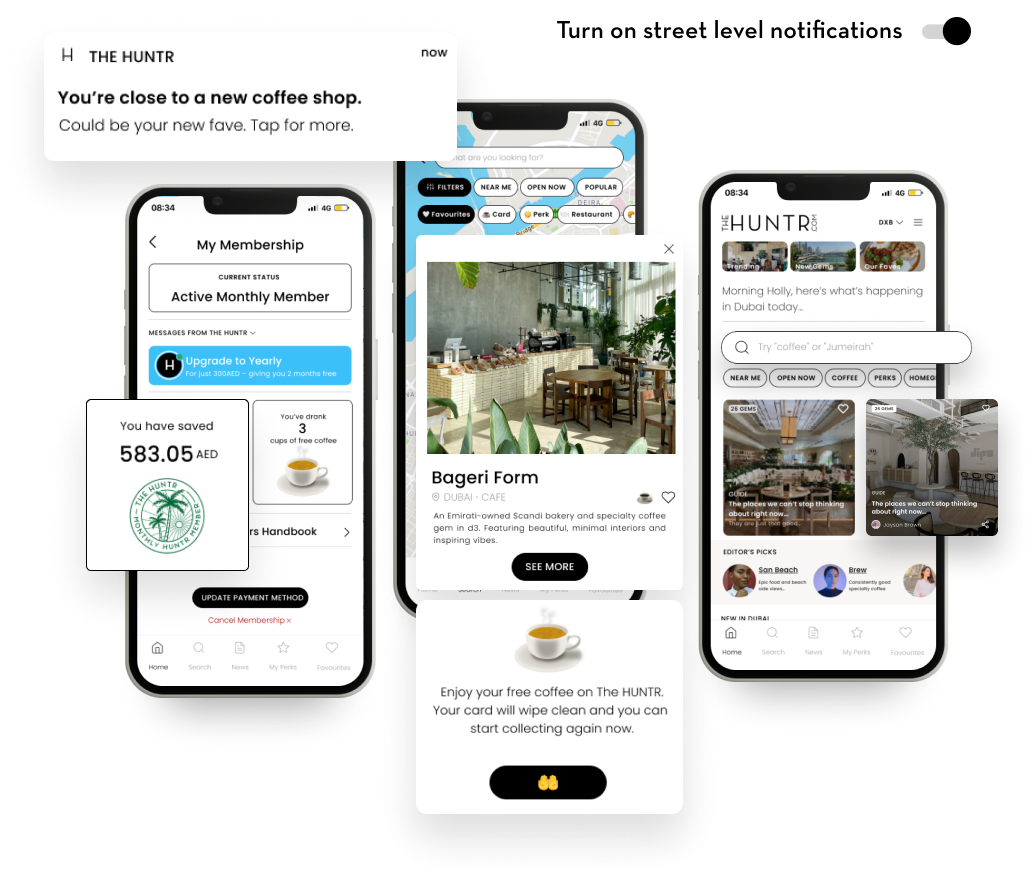 Turn on street level notifications
H THE HUNTR
now
You're close to a new coffee shop.
Could be your new fave. Tap for more.
08:34
4G
My Membership
CURRENT STATUS
Active Monthly Member
MESSAGES FROM THE HUNTR
H
Upgrade to Yearly
For just 300AED – giving you 2 months free
You have saved
583.05 AED
THE HUNTR
MONTHLY HUNTR MEMBER
You've drank
3
cups of free coffee
rs Handbook
UPDATE PAYMENT METHOD
Cancel Membership ×
Home
Search
News
My Perks
Favourites
4G
at are you looking for?
FILTERS
NEAR ME
OPEN NOW
POPULAR
DEIRA
Favourites
Card
Perk
Restaurant
Bridge
Bageri Form
DUBAI · CAFE
An Emirati-owned Scandi bakery and specialty coffee
gem in d3. Featuring beautiful, minimal interiors and
inspiring vibes.
SEE MORE
Enjoy your free coffee on The HUNTR.
Your card will wipe clean and you can
start collecting again now.
08:34
4G
THE HUNTR .COM
DXB
Trending
New Gems
Our Faves
Morning Holly, here's what's happening
in Dubai today…
Try "coffee" or "Jumeirah"
NEAR ME
OPEN NOW
COFFEE
PERKS
HOMEG
26 GEMS
GUIDE
The places we can't stop thinking
about right now…
They are just that good..
26 GEMS
GUIDE
The places we can't stop thinking
about right now…
Jayson Brown
EDITOR'S PICKS
San Beach
Epic food and beach
side views..
Brew
Consistently good
specialty coffee
NEW IN DUBAI
Home
Search
News
My Perks
Favourites